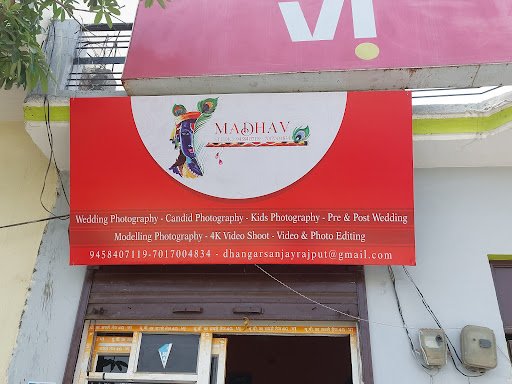 Vi
MADHAV
Wedding Photography - Candid Photography - Kids Photography - Pre & Post Wedding
Modelling Photography - 4K Video Shoot - Video & Photo Editing
9458407119-7017004834 - dhangarsanjayrajput@gmail.com